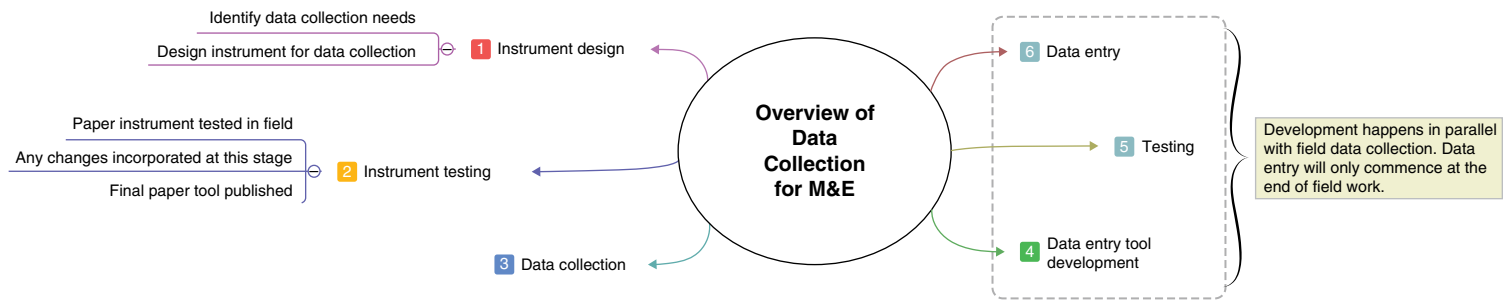 Overview of
Data
Collection
for M&E
1 Instrument design
Identify data collection needs
Design instrument for data collection
2 Instrument testing
Paper instrument tested in field
Any changes incorporated at this stage
Final paper tool published
3 Data collection
4 Data entry tool
development
5 Testing
6 Data entry
Development happens in parallel
with field data collection. Data
entry will only commence at the
end of field work.